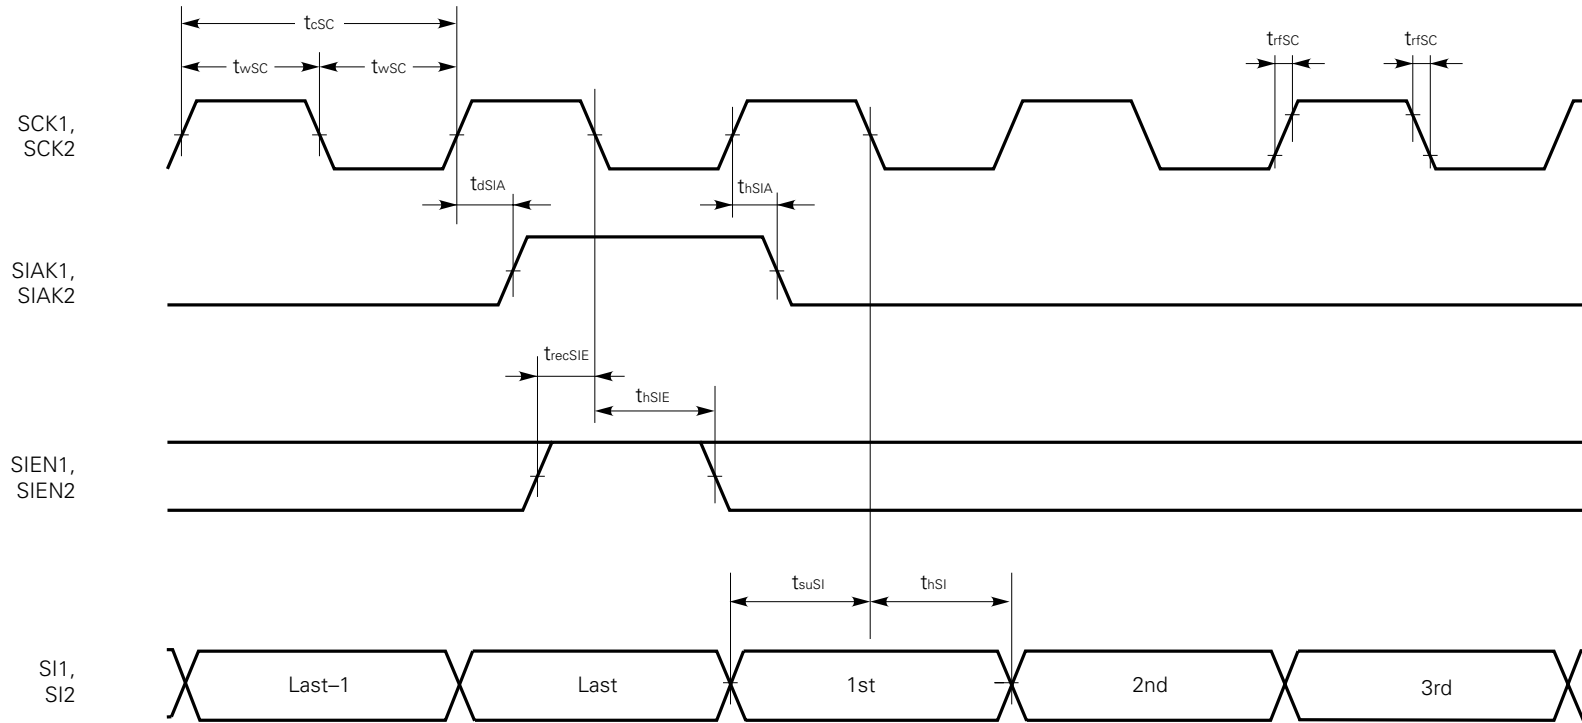 tcSC
twSC
twSC
trfSC
trfSC
SCK1,
SCK2
tdSIA
thSIA
SIAK1,
SIAK2
trecSIE
thSIE
SIEN1,
SIEN2
tsuSI
thSI
SI1,
SI2
Last–1
Last
1st
2nd
3rd